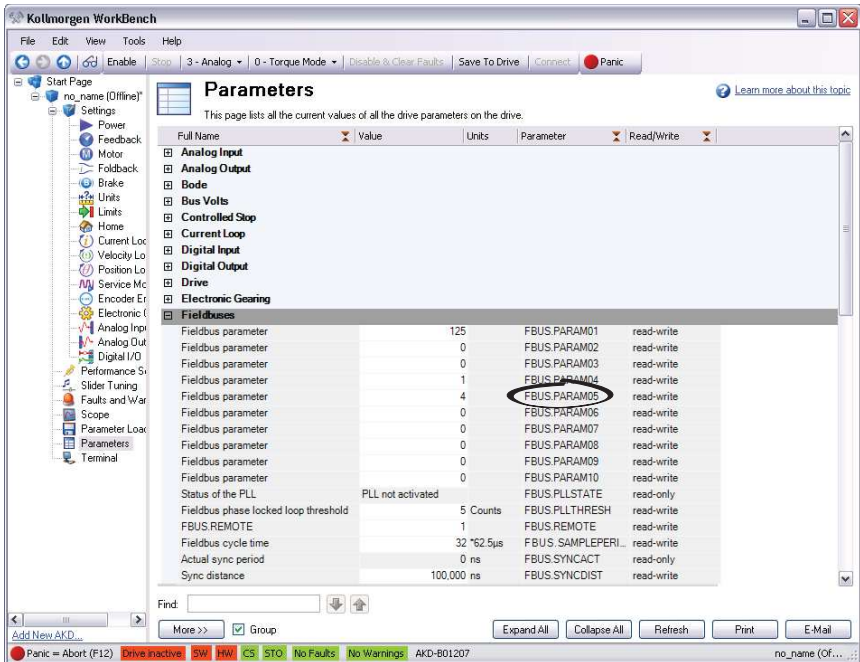 Kollmorgen WorkBench
File Edit View Tools Help
Enable Stop 3 - Analog 0 - Torque Mode Disable & Clear Faults Save To Drive Connect Panic
Start Page
no_name (Offline)*
Settings
Power
Feedback
Motor
Foldback
Brake
Units
Limits
Home
Current Loo
Velocity Lo
Position Lo
Service Mo
Encoder Er
Electronic (
Analog Inpu
Analog Out
Digital I/O
Performance Se
Slider Tuning
Faults and War
Scope
Parameter Load
Parameters
Terminal
Add New AKD...
Parameters
Learn more about this topic
This page lists all the current values of all the drive parameters on the drive.
Full Name Value Units Parameter Read/Write
Analog Input
Analog Output
Bode
Bus Volts
Controlled Stop
Current Loop
Digital Input
Digital Output
Drive
Electronic Gearing
Fieldbuses
Fieldbus parameter 125 FBUS.PARAM01 read-write
Fieldbus parameter 0 FBUS.PARAM02 read-write
Fieldbus parameter 0 FBUS.PARAM03 read-write
Fieldbus parameter 1 FBUS.PARAM04 read-write
Fieldbus parameter 4 FBUS.PARAM05 read-write
Fieldbus parameter 0 FBUS.PARAM06 read-write
Fieldbus parameter 0 FBUS.PARAM07 read-write
Fieldbus parameter 0 FBUS.PARAM08 read-write
Fieldbus parameter 0 FBUS.PARAM09 read-write
Fieldbus parameter 0 FBUS.PARAM10 read-write
Status of the PLL PLL not activated FBUS.PLLSTATE read-only
Fieldbus phase locked loop threshold 5 Counts FBUS.PLLTHRESH read-write
FBUS.REMOTE 1 FBUS.REMOTE read-write
Fieldbus cycle time 32 *62.5µs FBUS.SAMPLEPERI... read-write
Actual sync period 0 ns FBUS.SYNCACT read-only
Sync distance 100,000 ns FBUS.SYNCDIST read-write
Find:
More >> Group Expand All Collapse All Refresh Print E-Mail
Panic = Abort (F12) Drive inactive SW HW CS STO No Faults No Warnings AKD-B01207 no_name (Of...